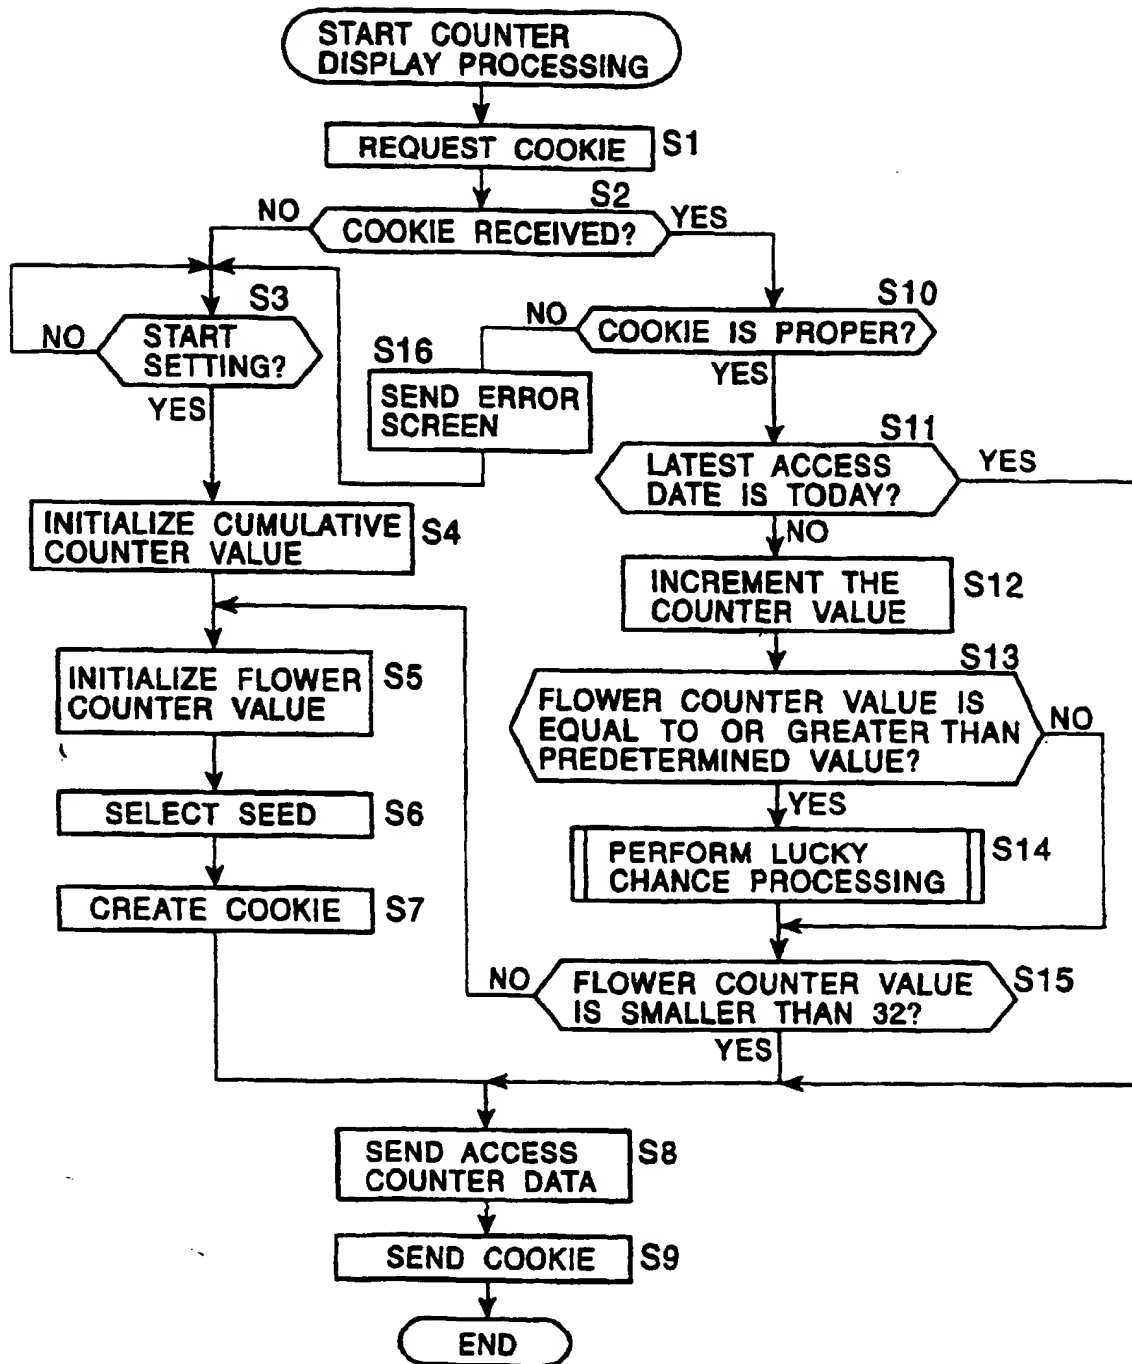 START COUNTER
DISPLAY PROCESSING
REQUEST COOKIE
S1
S2
NO
COOKIE RECEIVED?
YES
S3
NO
START
SETTING?
YES
S10
NO
COOKIE IS PROPER?
YES
S16
SEND ERROR
SCREEN
S11
LATEST ACCESS
DATE IS TODAY?
YES
NO
INITIALIZE CUMULATIVE
COUNTER VALUE
S4
INCREMENT THE
COUNTER VALUE
S12
S13
INITIALIZE FLOWER
COUNTER VALUE
S5
FLOWER COUNTER VALUE IS
EQUAL TO OR GREATER THAN
PREDETERMINED VALUE?
NO
YES
SELECT SEED
S6
PERFORM LUCKY
CHANCE PROCESSING
S14
CREATE COOKIE
S7
NO
FLOWER COUNTER VALUE
IS SMALLER THAN 32?
S15
YES
SEND ACCESS
COUNTER DATA
S8
SEND COOKIE
S9
END